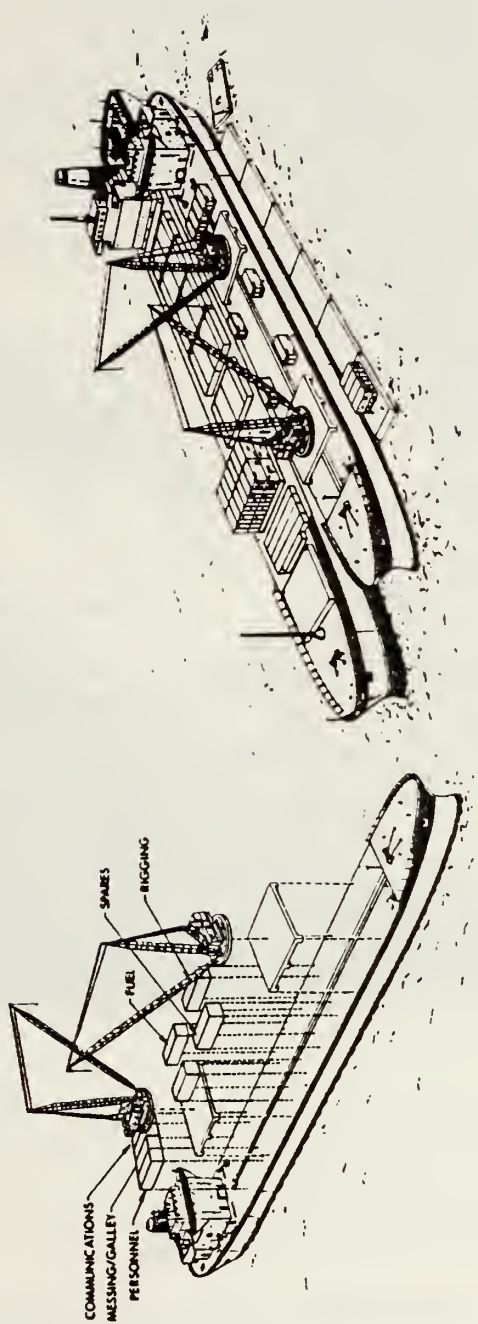 COMMUNICATIONS
MESSING/GALLEY
PERSONNEL
FUEL
SPARES
RIGGING